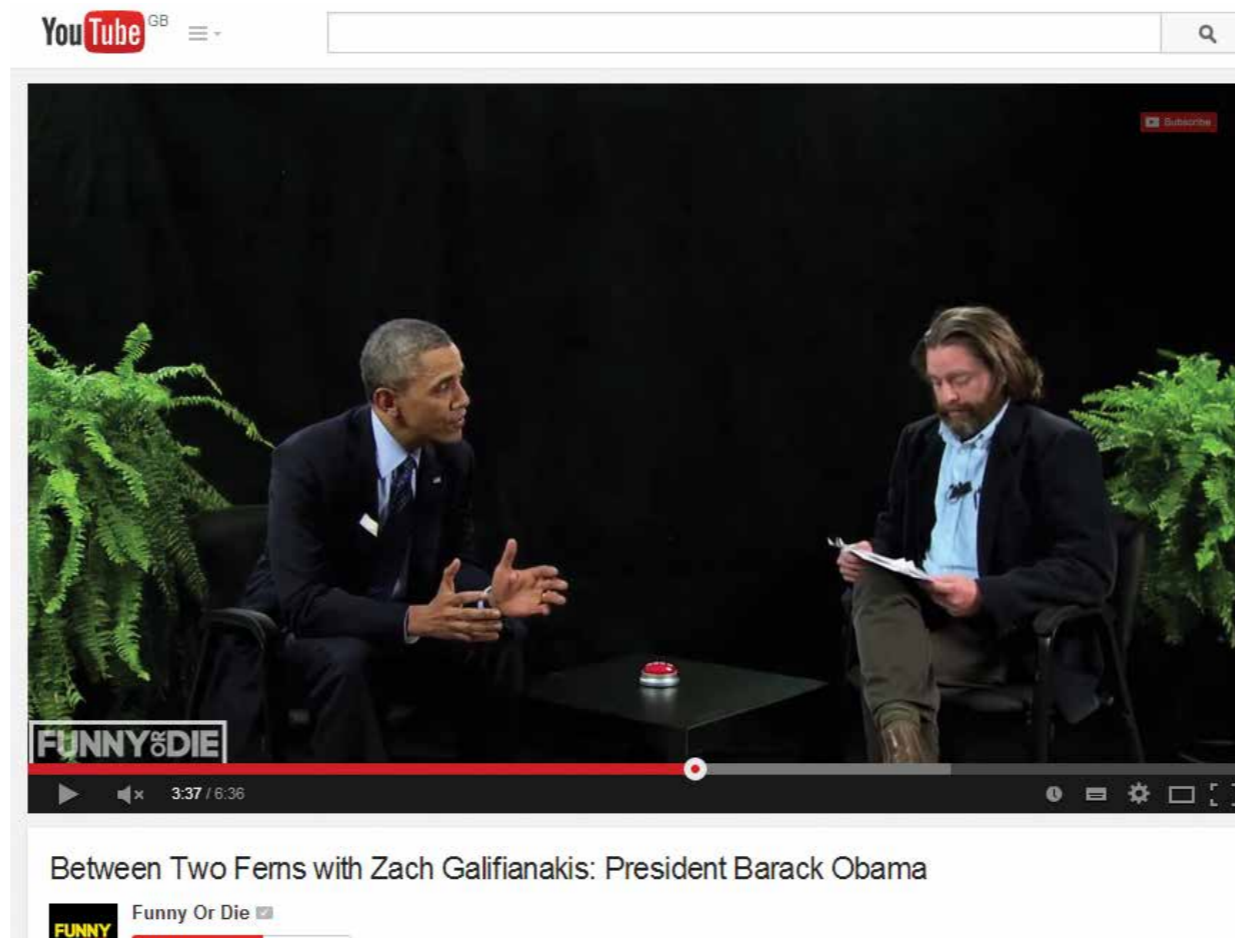 YouTube GB
Subscribe
FUNNY OR DIE
3:37 / 6:36
Between Two Ferns with Zach Galifianakis: President Barack Obama
Funny Or Die
FUNNY